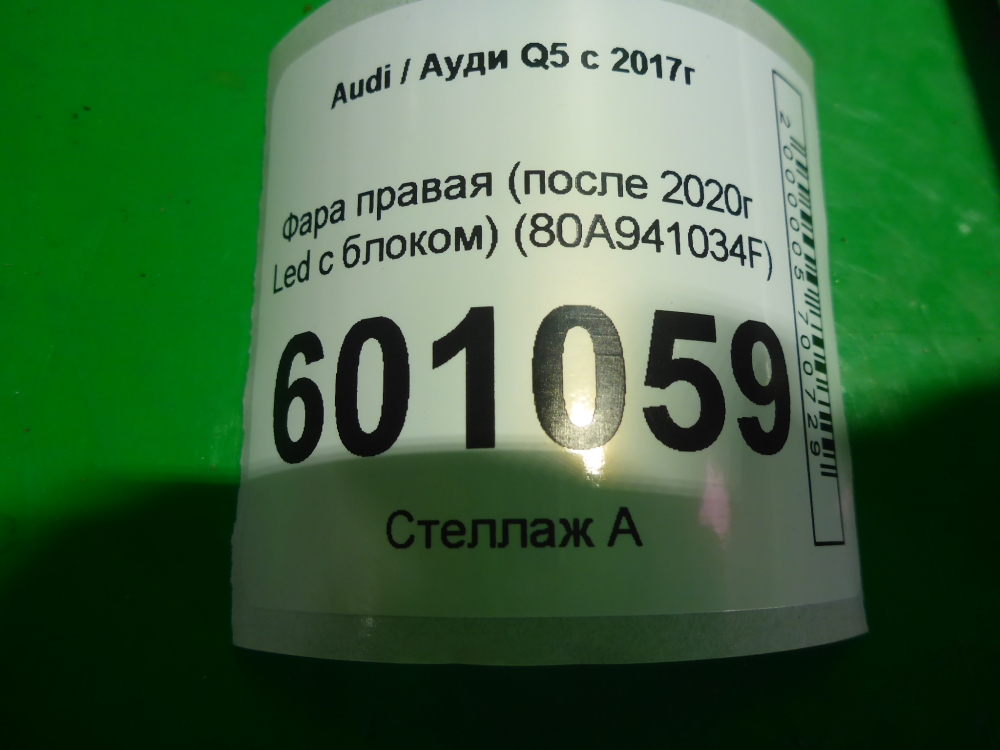 Audi / Ауди Q5 с 2017г
Фара правая (после 2020г
Led с блоком) (80A941034F)
601059
Стеллаж А
2000005700729